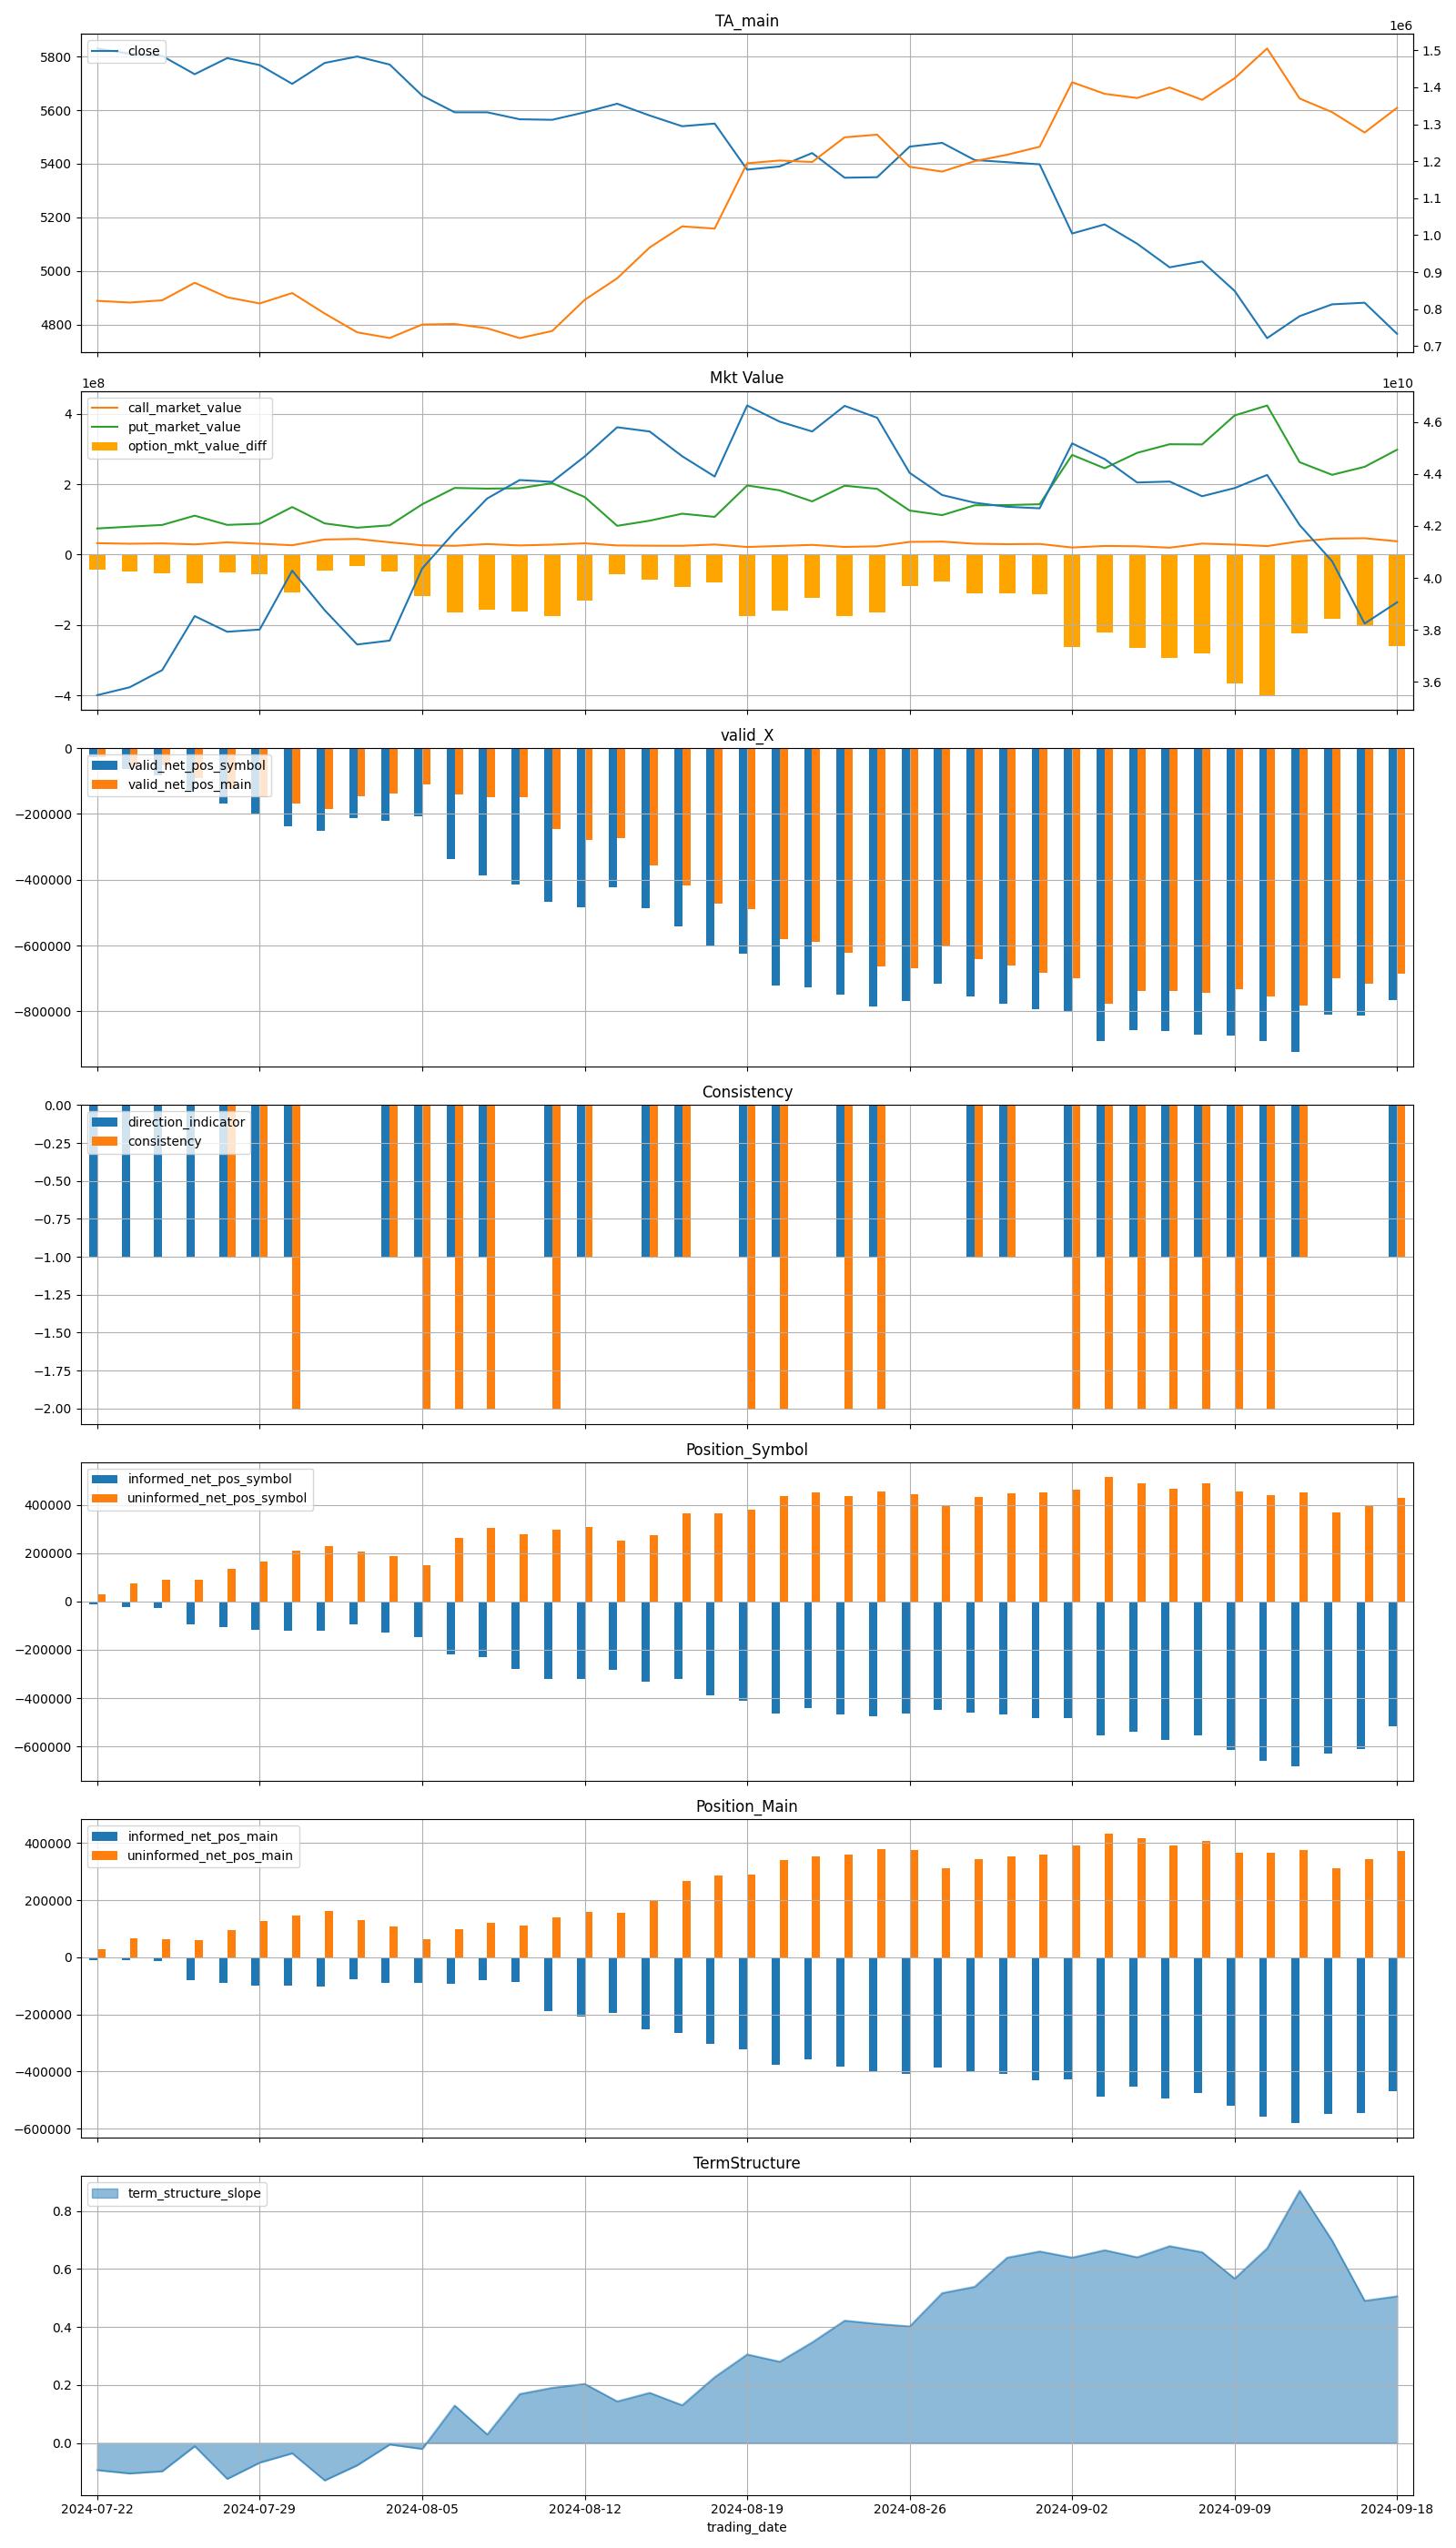 TA_main
1e6
close
5800
5600
5400
5200
5000
4800
1.5
1.4
1.3
1.2
1.1
1.0
0.9
0.8
0.7
Mkt Value
1e8
1e10
call_market_value
put_market_value
option_mkt_value_diff
4
2
0
−2
−4
4.6
4.4
4.2
4.0
3.8
3.6
valid_X
valid_net_pos_symbol
valid_net_pos_main
0
−200000
−400000
−600000
−800000
Consistency
direction_indicator
consistency
0.00
−0.25
−0.50
−0.75
−1.00
−1.25
−1.50
−1.75
−2.00
Position_Symbol
informed_net_pos_symbol
uninformed_net_pos_symbol
400000
200000
0
−200000
−400000
−600000
Position_Main
informed_net_pos_main
uninformed_net_pos_main
400000
200000
0
−200000
−400000
−600000
TermStructure
term_structure_slope
0.8
0.6
0.4
0.2
0.0
2024-07-22 2024-07-29 2024-08-05 2024-08-12 2024-08-19 2024-08-26 2024-09-02 2024-09-09 2024-09-18
trading_date